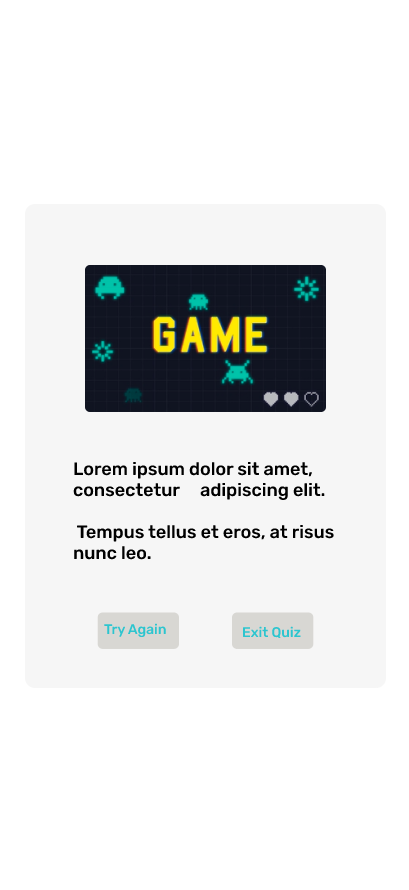 GAME
Lorem ipsum dolor sit amet,
consectetur    adipiscing elit.
Tempus tellus et eros, at risus
nunc leo.
Try Again
Exit Quiz